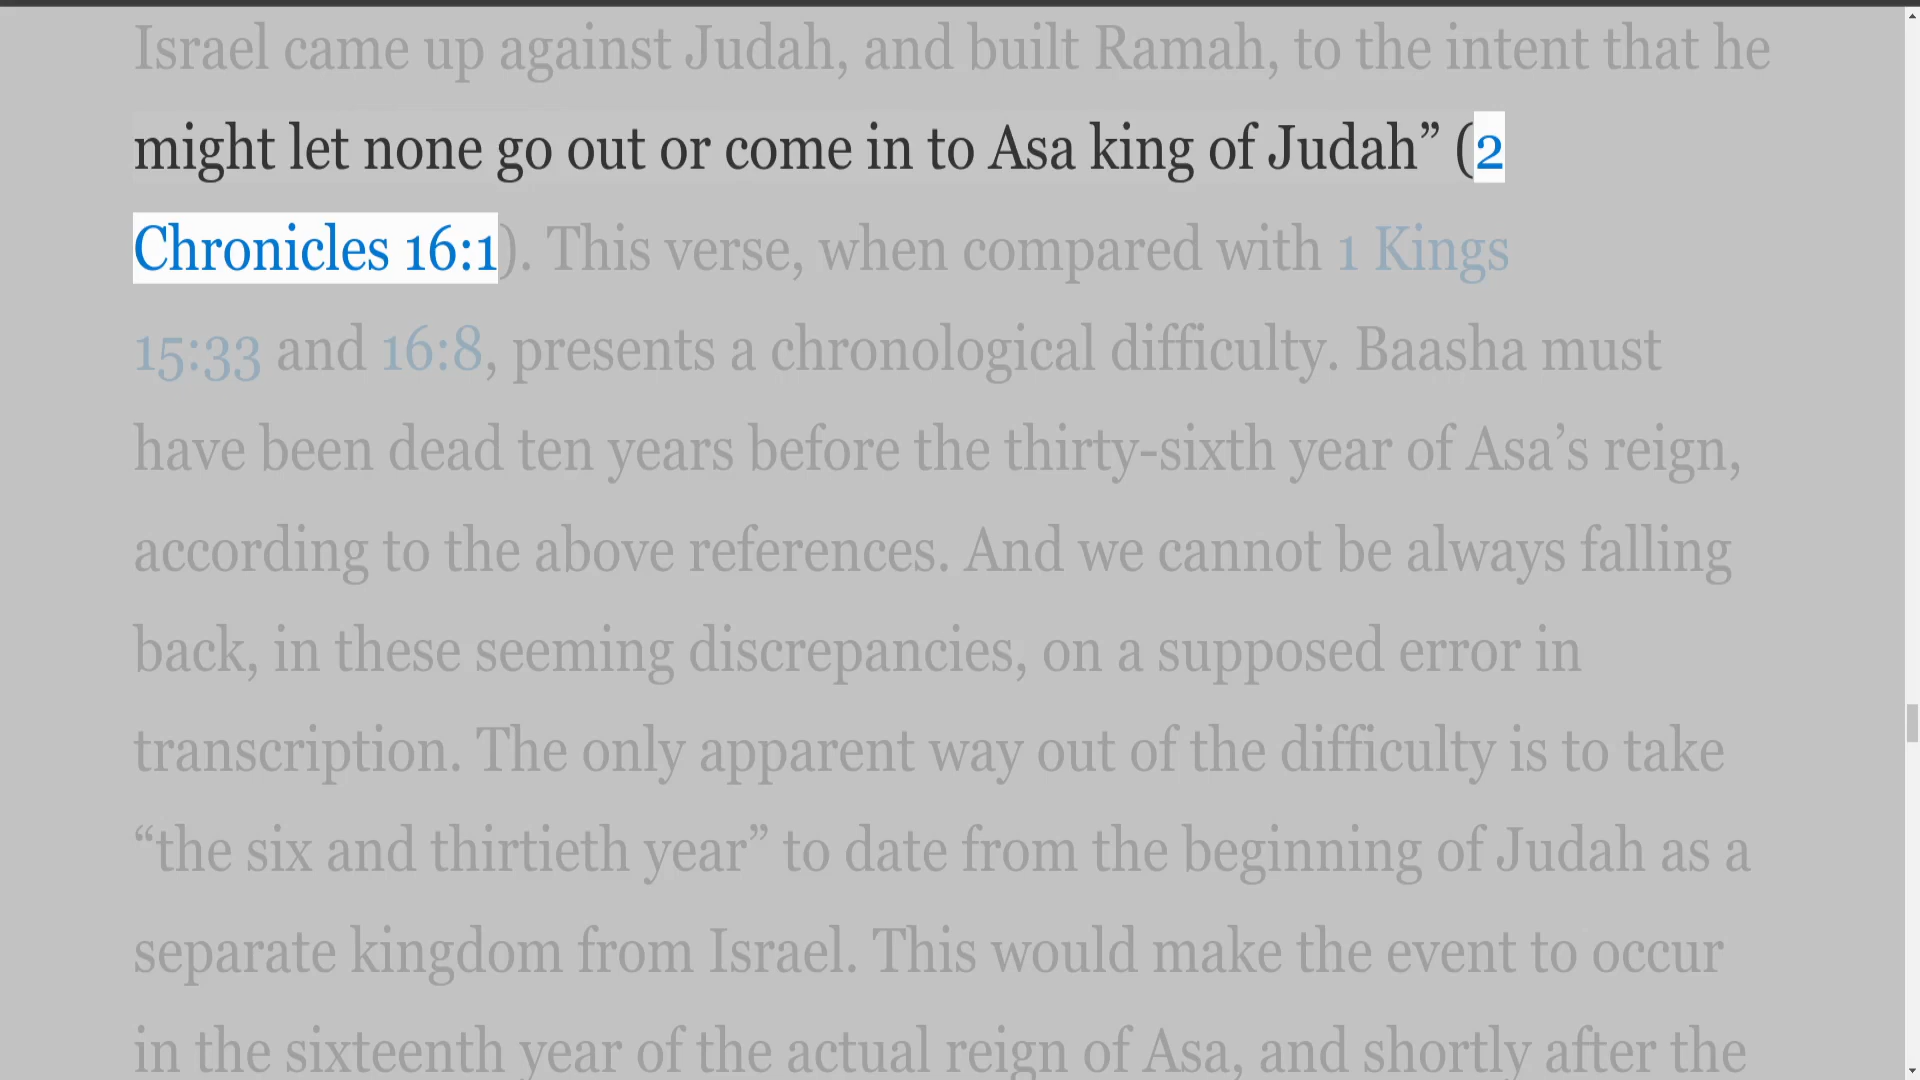 Israel came up against Judah, and built Ramah, to the intent that he
might let none go out or come in to Asa king of Judah” (2
Chronicles 16:1). This verse, when compared with 1 Kings
15:33 and 16:8, presents a chronological difficulty. Baasha must
have been dead ten years before the thirty-sixth year of Asa’s reign,
according to the above references. And we cannot be always falling
back, in these seeming discrepancies, on a supposed error in
transcription. The only apparent way out of the difficulty is to take
“the six and thirtieth year” to date from the beginning of Judah as a
separate kingdom from Israel. This would make the event to occur
in the sixteenth year of the actual reign of Asa, and shortly after the